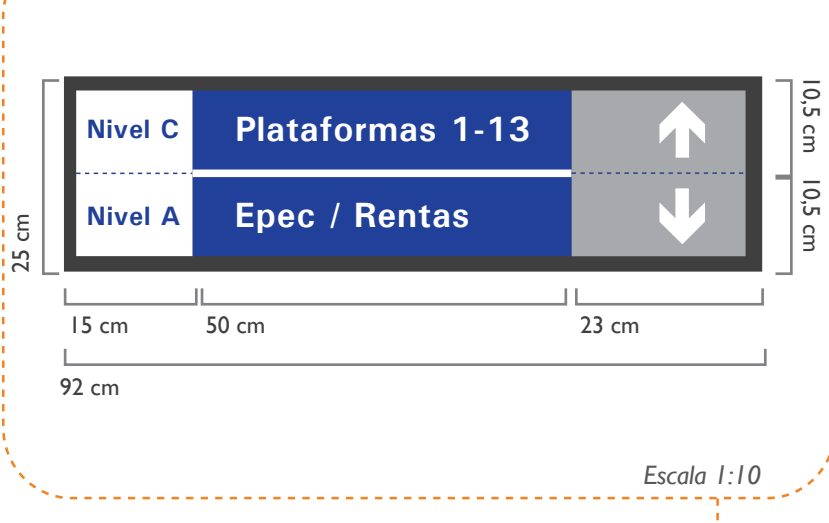 Nivel C Plataformas 1-13
Nivel A Epec / Rentas
10,5 cm
10,5 cm
25 cm
15 cm 50 cm 23 cm
92 cm
Escala 1:10